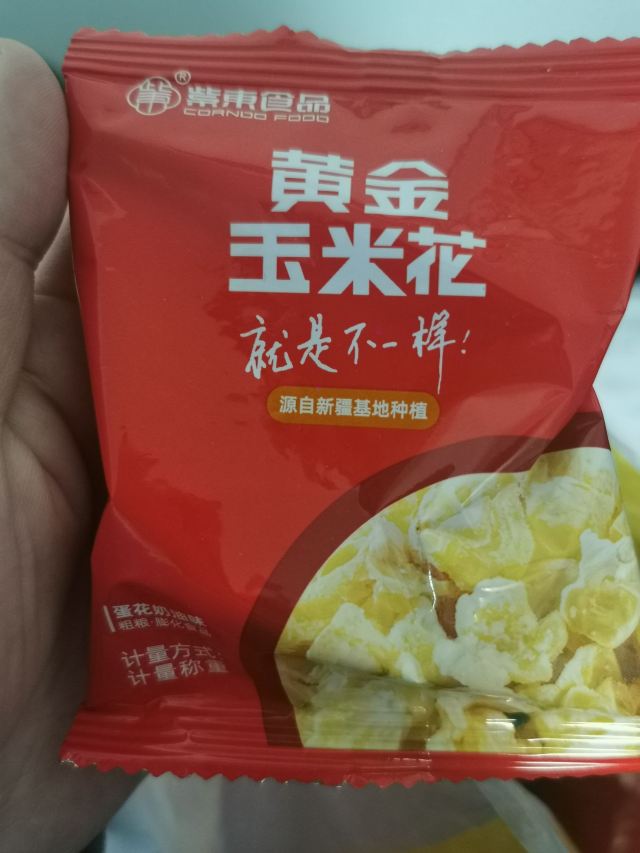 紫 ®
紫東食品
CORNDO FOOD
黄金
玉米花
就是不一样!
源自新疆基地种植
蛋花奶油味
粗粮·膨化食品
计量方式:
计量称重